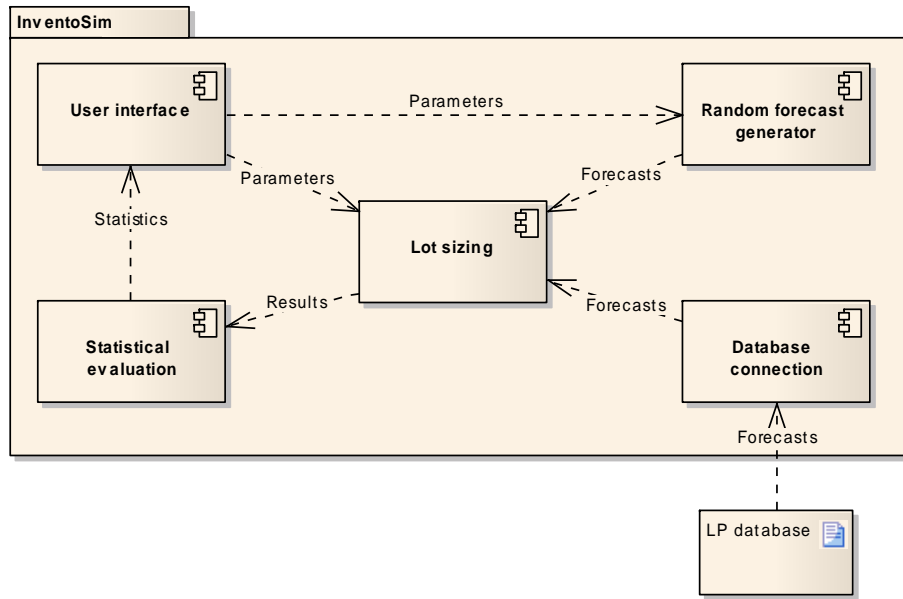 InventoSim
User interface
Parameters
Random forecast
generator
Parameters
Forecasts
Statistics
Lot sizing
Results
Forecasts
Statistical
evaluation
Database
connection
Forecasts
LP database